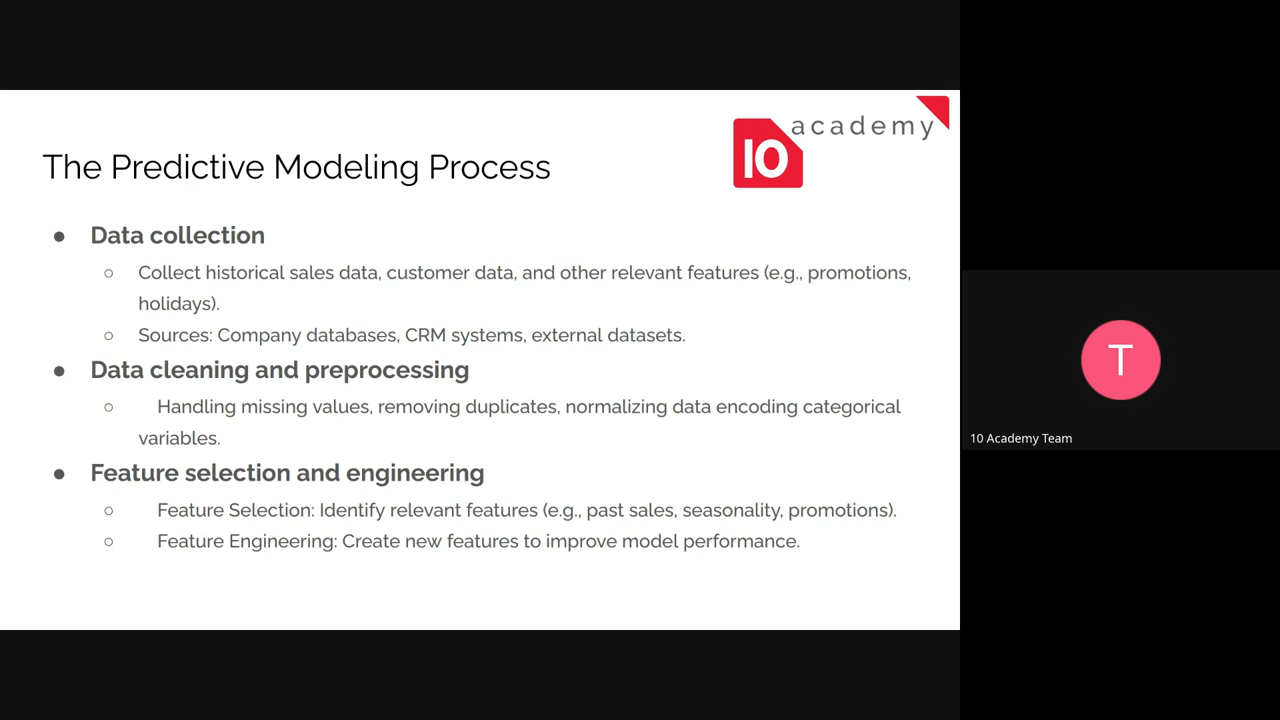 10 academy
The Predictive Modeling Process
● Data collection
○ Collect historical sales data, customer data, and other relevant features (e.g., promotions,
holidays).
○ Sources: Company databases, CRM systems, external datasets.
● Data cleaning and preprocessing
○ Handling missing values, removing duplicates, normalizing data encoding categorical
variables.
● Feature selection and engineering
○ Feature Selection: Identify relevant features (e.g., past sales, seasonality, promotions).
○ Feature Engineering: Create new features to improve model performance.
T
10 Academy Team